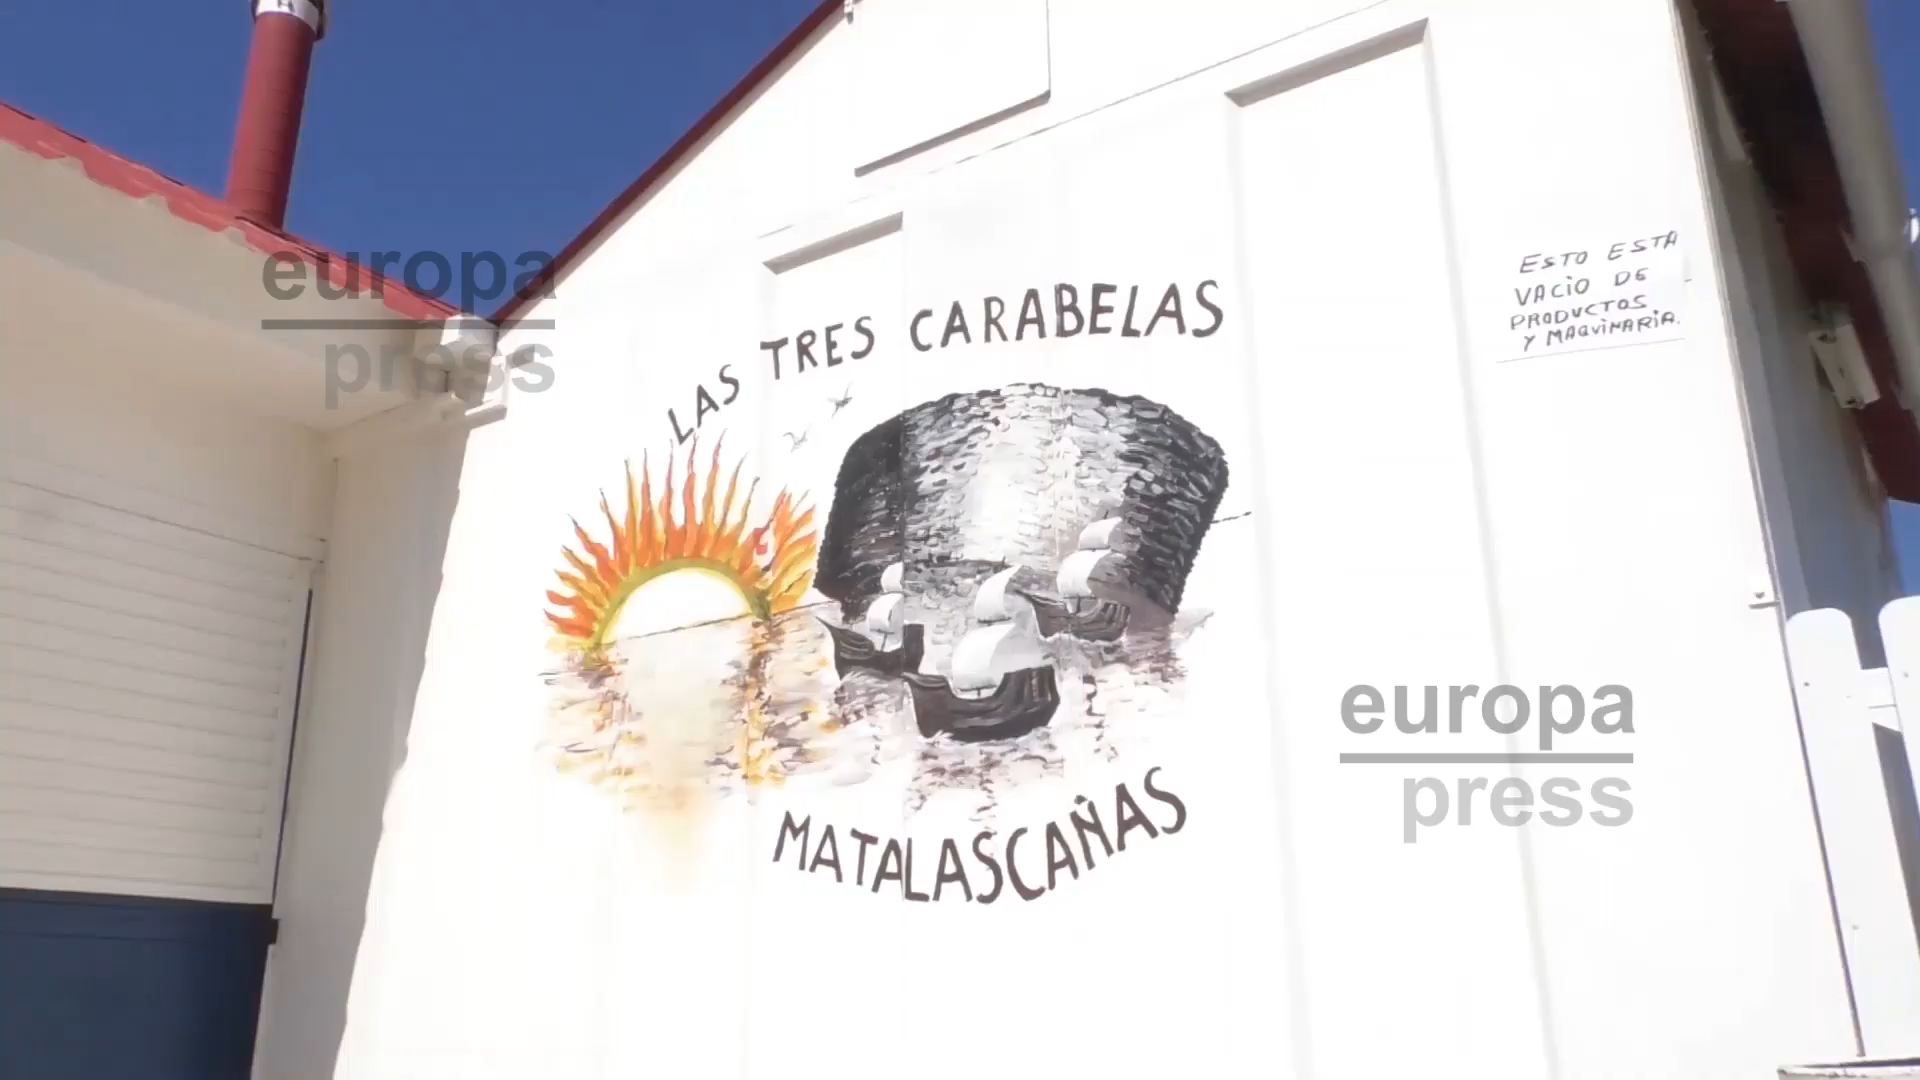 europa
press
LAS TRES CARABELAS
MATALASCAÑAS
ESTO ESTA
VACIO DE
PRODUCTOS
Y MAQUINARIA.
europa
press